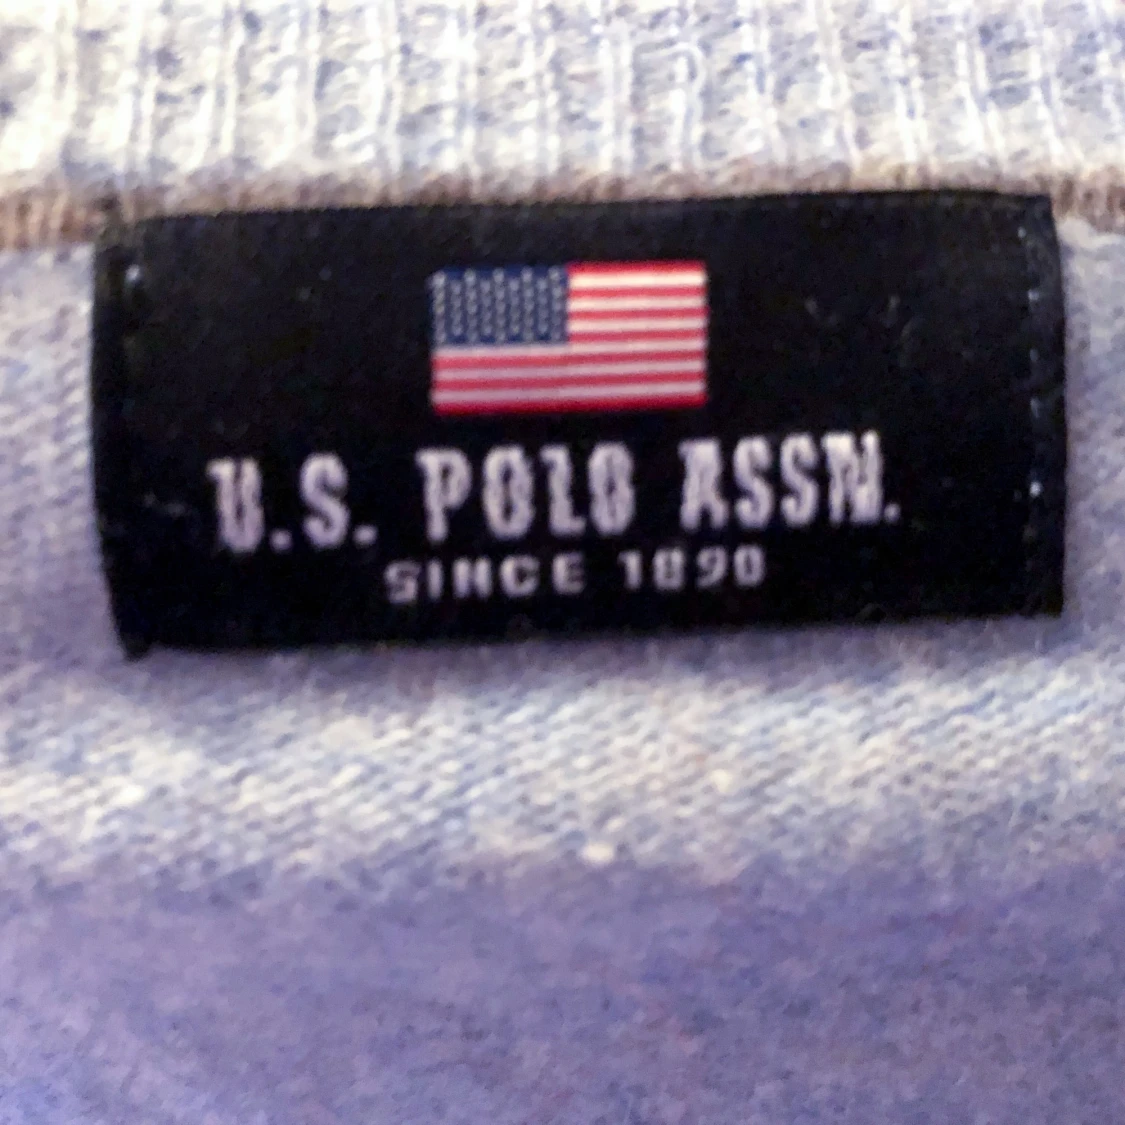 U.S. POLO ASSN.
SINCE 1890